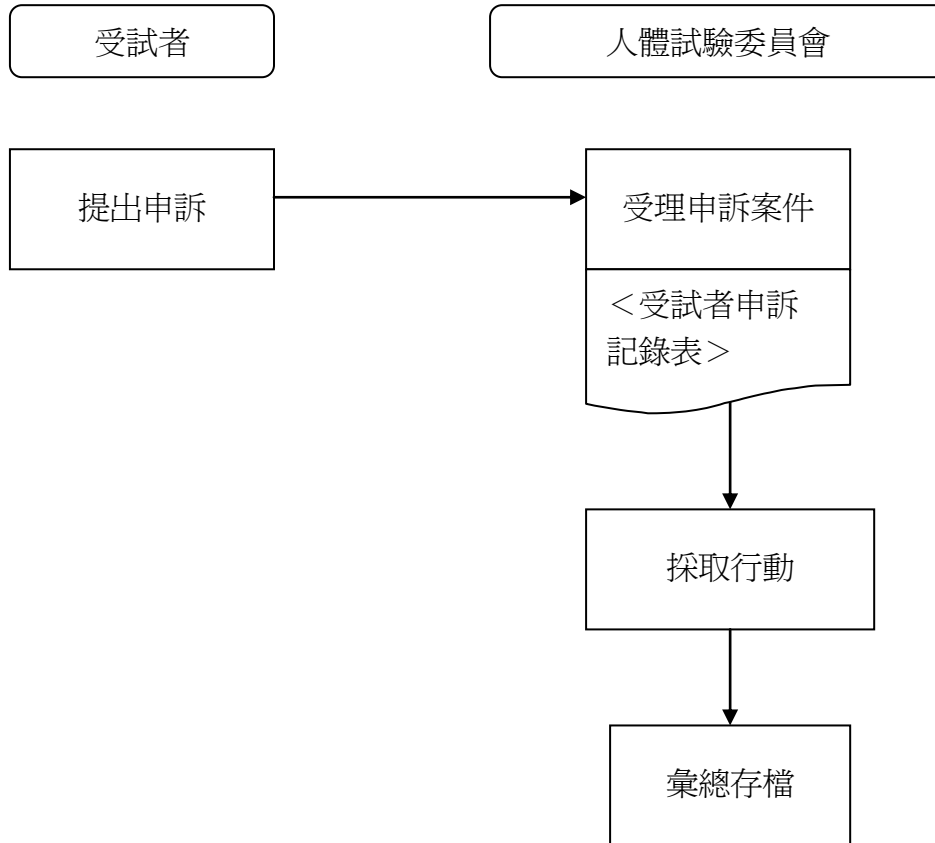 受試者
人體試驗委員會
提出申訴
受理申訴案件
＜受試者申訴
記錄表＞
採取行動
彙總存檔